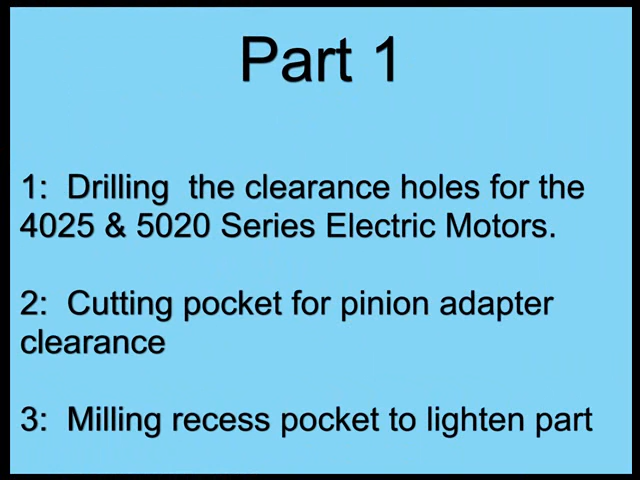 Part 1
1:  Drilling  the clearance holes for the
4025 & 5020 Series Electric Motors.
2:  Cutting pocket for pinion adapter
clearance
3:  Milling recess pocket to lighten part